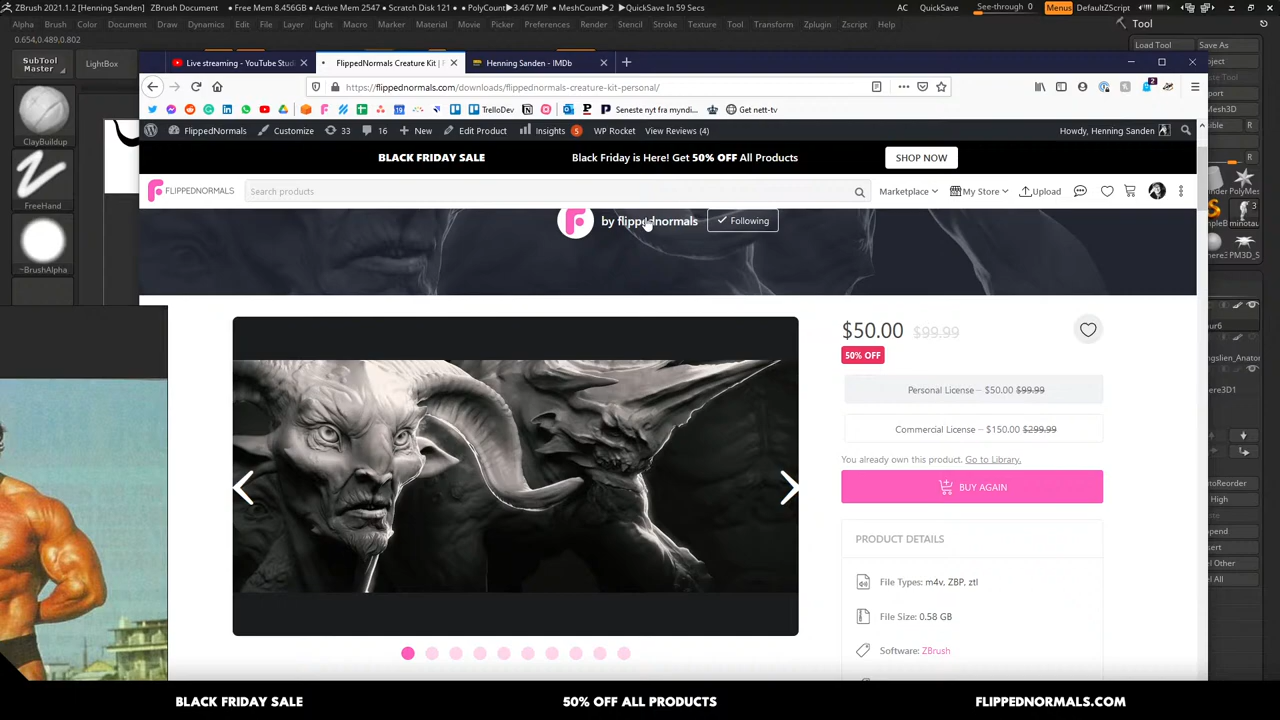 ZBrush 2021.1.2 [Henning Sanden] ZBrush Document • Free Mem 8.456GB • Active Mem 2547 • Scratch Disk 121 • PolyCount▸3.467 MP • MeshCount▸2 ▶QuickSave In 59 Secs AC QuickSave See-through 0 Menus DefaultZScript
Alpha Brush Color Document Draw Dynamics Edit File Layer Light Macro Marker Material Movie Picker Preferences Render Stencil Stroke Texture Tool Transform Zplugin Zscript Help
Tool
0.654,0.489,0.802
Load Tool Save As
SubTool
Master
LightBox
Live streaming - YouTube Studi
FlippedNormals Creature Kit | F
Henning Sanden - IMDb
https://flippednormals.com/downloads/flippednormals-creature-kit-personal/
TrelloDev Seneste nyt fra myndi... Get nett-tv
FlippedNormals Customize 33 16 New Edit Product Insights 5 WP Rocket View Reviews (4) Howdy, Henning Sanden
ClayBuildup
BLACK FRIDAY SALE Black Friday is Here! Get 50% OFF All Products SHOP NOW
FLIPPEDNORMALS Search products Marketplace My Store Upload
FreeHand
by flippednormals Following
~BrushAlpha
$50.00 $99.99
50% OFF
Personal License – $50.00 $99.99
Commercial License – $150.00 $299.99
You already own this product. Go to Library.
BUY AGAIN
PRODUCT DETAILS
File Types: m4v, ZBP, ztl
File Size: 0.58 GB
Software: ZBrush
BLACK FRIDAY SALE 50% OFF ALL PRODUCTS FLIPPEDNORMALS.COM